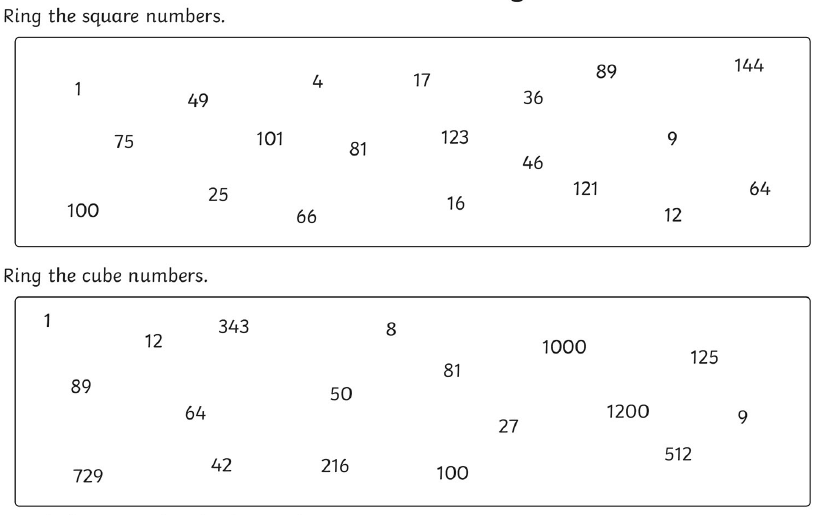 Ring the square numbers.
1 49 4 17 36 89 144
75 101 81 123 46 9
100 25 66 16 121 12 64
Ring the cube numbers.
1 12 343 8 1000 125
89 64 50 81 27 1200 9
729 42 216 100 512